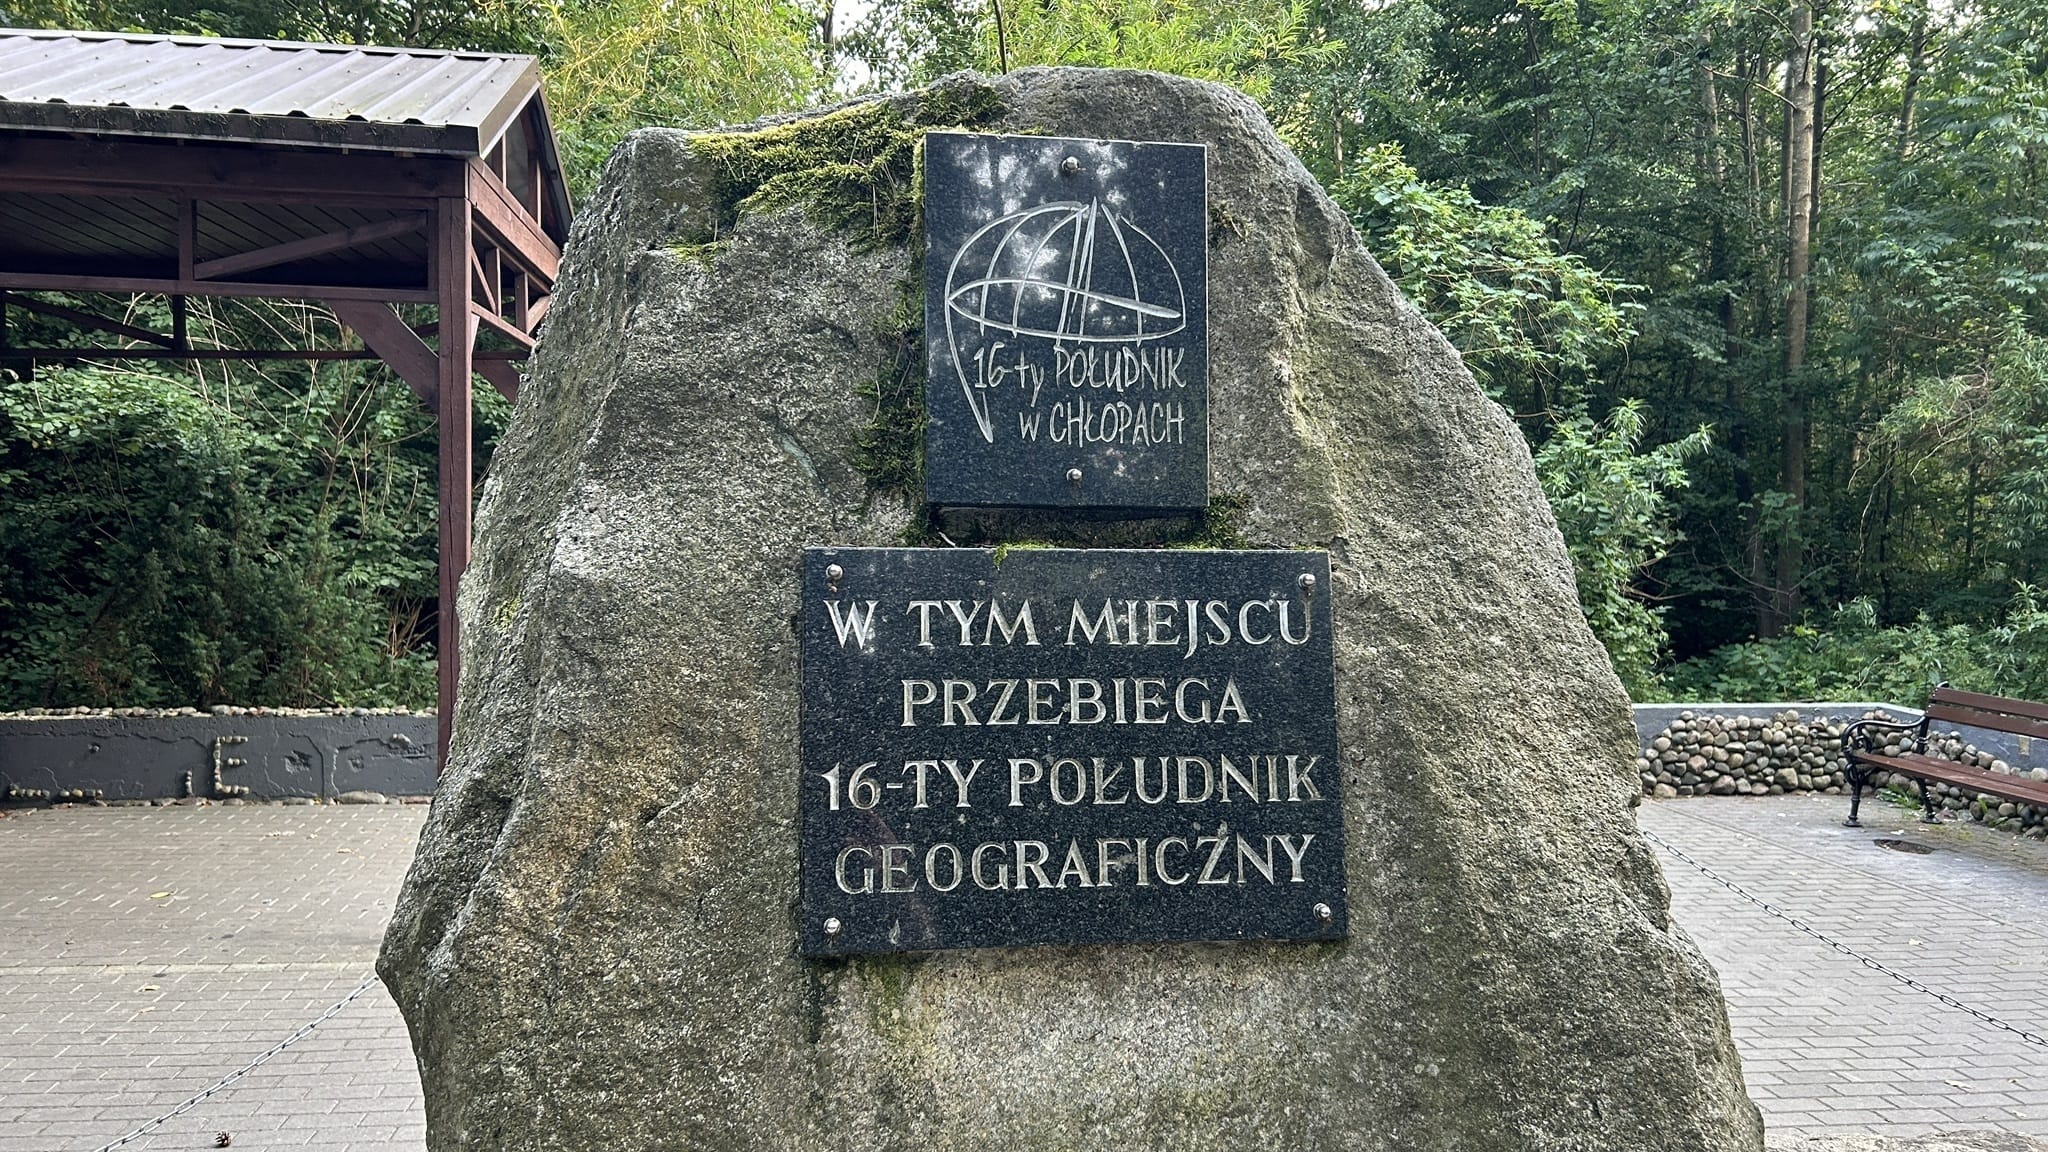 16-ty POŁUDNIK
w CHŁOPACH
W TYM MIEJSCU
PRZEBIEGA
16-TY POŁUDNIK
GEOGRAFICZNY